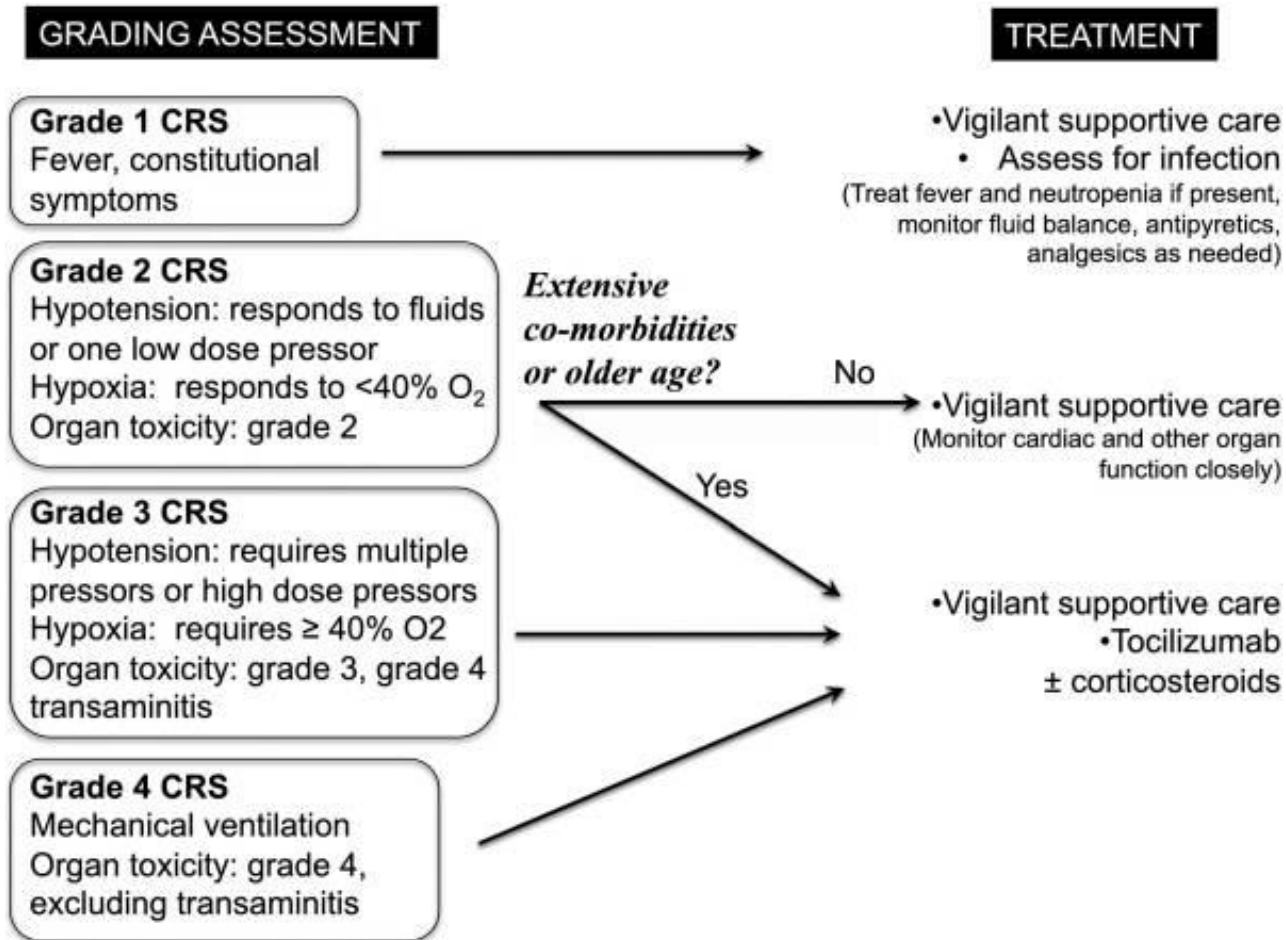 GRADING ASSESSMENT
TREATMENT
Grade 1 CRS
Fever, constitutional
symptoms
•Vigilant supportive care
• Assess for infection
(Treat fever and neutropenia if present,
monitor fluid balance, antipyretics,
analgesics as needed)
Grade 2 CRS
Hypotension: responds to fluids
or one low dose pressor
Hypoxia: responds to <40% O₂
Organ toxicity: grade 2
Extensive
co-morbidities
or older age?
No
Yes
•Vigilant supportive care
(Monitor cardiac and other organ
function closely)
Grade 3 CRS
Hypotension: requires multiple
pressors or high dose pressors
Hypoxia: requires ≥ 40% O2
Organ toxicity: grade 3, grade 4
transaminitis
•Vigilant supportive care
•Tocilizumab
± corticosteroids
Grade 4 CRS
Mechanical ventilation
Organ toxicity: grade 4,
excluding transaminitis